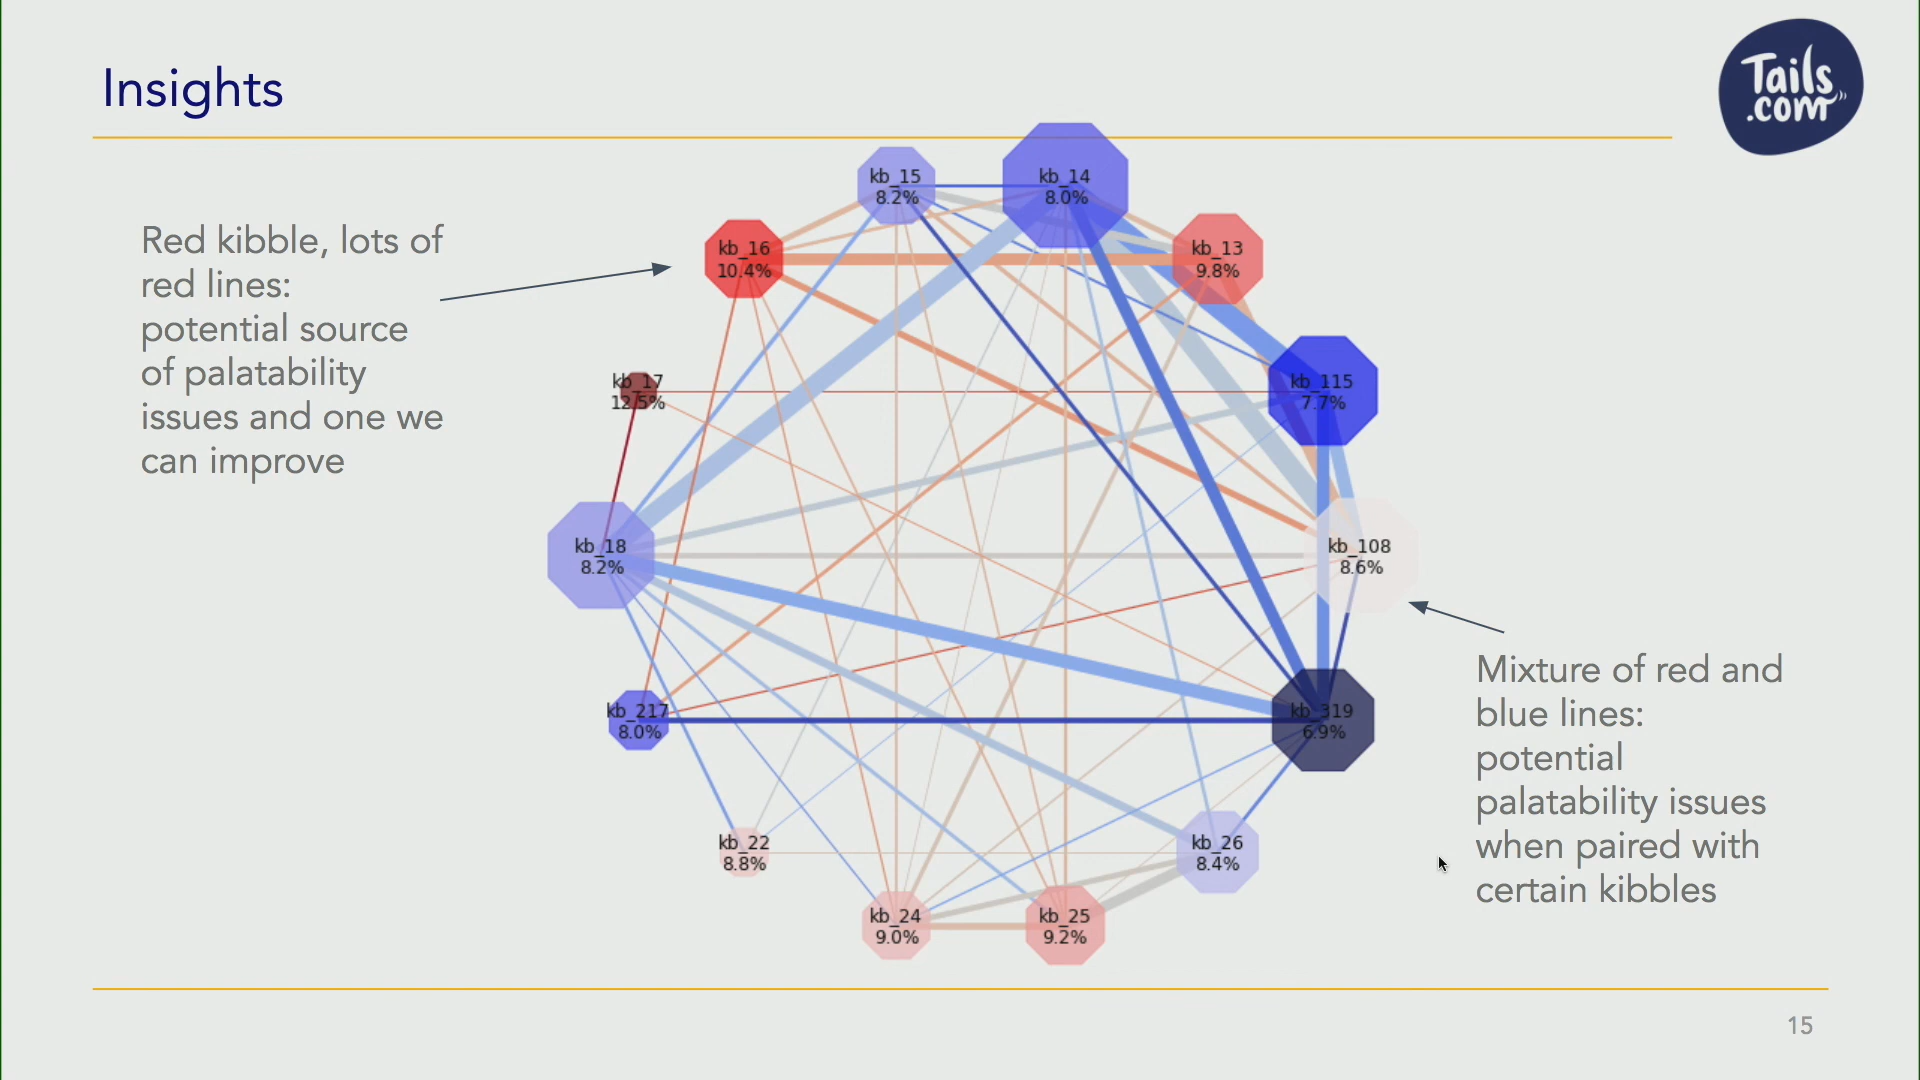 Insights
Tails
.com
Red kibble, lots of
red lines:
potential source
of palatability
issues and one we
can improve
kb_15
8.2%
kb_14
8.0%
kb_16
10.4%
kb_13
9.8%
kb_17
12.5%
kb_115
7.7%
kb_18
8.2%
kb_108
8.6%
kb_217
8.0%
kb_319
6.9%
kb_22
8.8%
kb_26
8.4%
kb_24
9.0%
kb_25
9.2%
Mixture of red and
blue lines:
potential
palatability issues
when paired with
certain kibbles
15